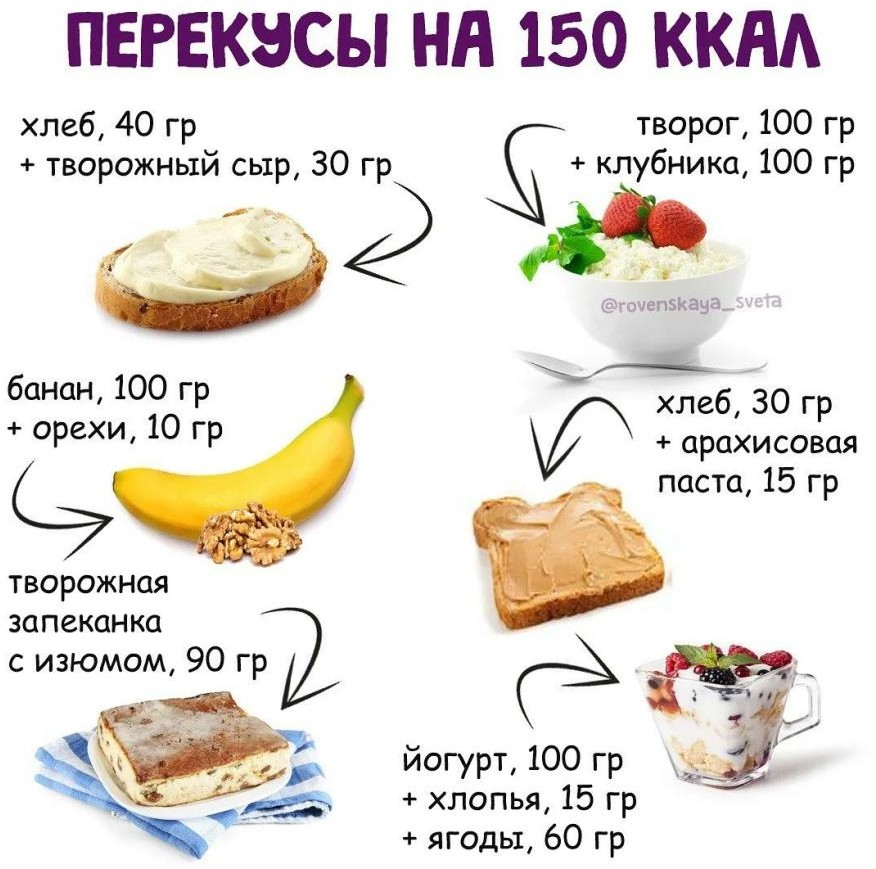 ПЕРЕКУСЫ НА 150 ККАЛ
хлеб, 40 гр
+ творожный сыр, 30 гр
творог, 100 гр
+ клубника, 100 гр
@rovenskaya_sveta
банан, 100 гр
+ орехи, 10 гр
хлеб, 30 гр
+ арахисовая
паста, 15 гр
творожная
запеканка
с изюмом, 90 гр
йогурт, 100 гр
+ хлопья, 15 гр
+ ягоды, 60 гр